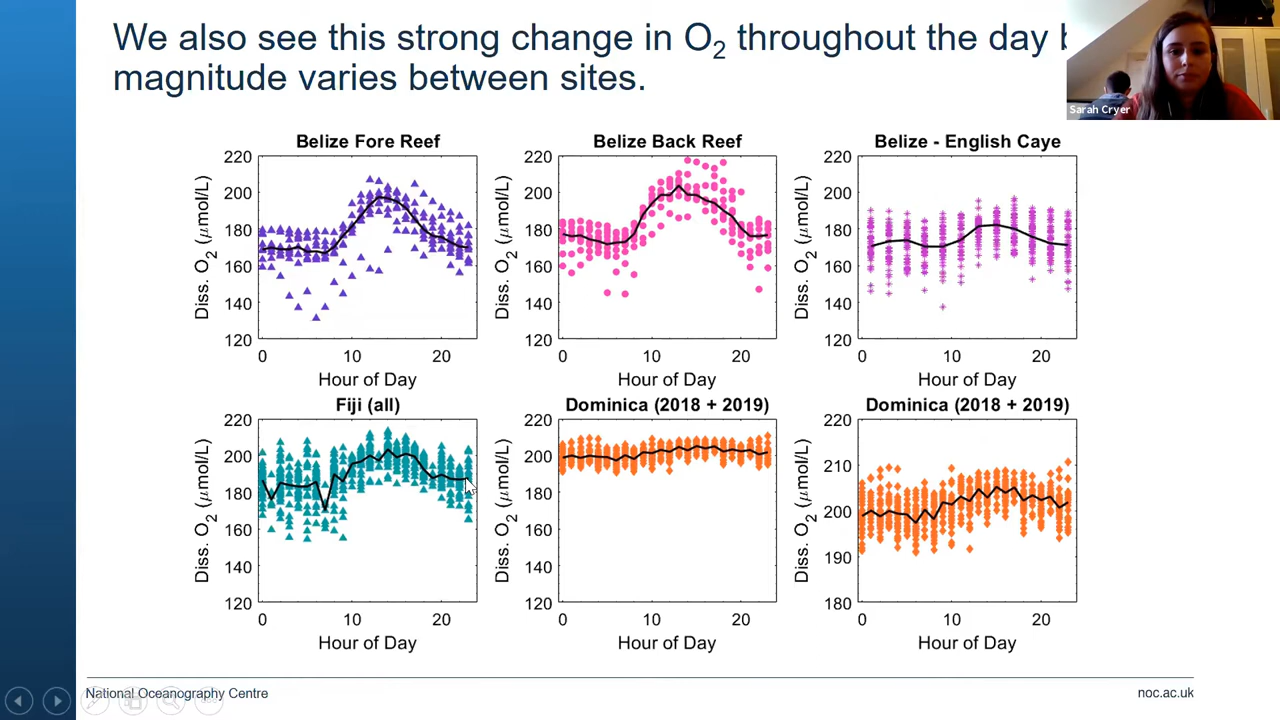 We also see this strong change in O2 throughout the day
magnitude varies between sites.
Sarah Cryer
Belize Fore Reef
220
200
180
160
140
120
Diss. O2 (μmol/L)
0 10 20
Hour of Day
Belize Back Reef
220
200
180
160
140
120
Diss. O2 (μmol/L)
0 10 20
Hour of Day
Belize - English Caye
220
200
180
160
140
120
Diss. O2 (μmol/L)
0 10 20
Hour of Day
Fiji (all)
220
200
180
160
140
120
Diss. O2 (μmol/L)
0 10 20
Hour of Day
Dominica (2018 + 2019)
220
200
180
160
140
120
Diss. O2 (μmol/L)
0 10 20
Hour of Day
Dominica (2018 + 2019)
220
210
200
190
180
Diss. O2 (μmol/L)
0 10 20
Hour of Day
National Oceanography Centre
noc.ac.uk